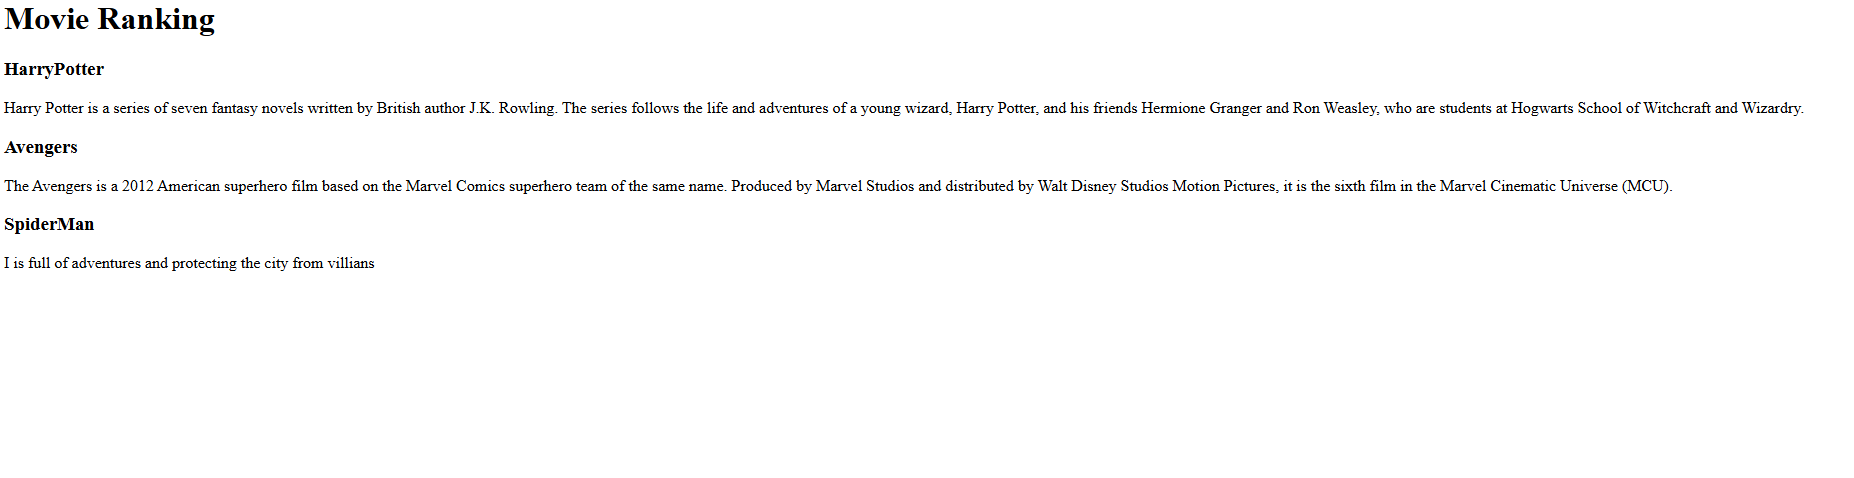 Movie Ranking
HarryPotter
Harry Potter is a series of seven fantasy novels written by British author J.K. Rowling. The series follows the life and adventures of a young wizard, Harry Potter, and his friends Hermione Granger and Ron Weasley, who are students at Hogwarts School of Witchcraft and Wizardry.
Avengers
The Avengers is a 2012 American superhero film based on the Marvel Comics superhero team of the same name. Produced by Marvel Studios and distributed by Walt Disney Studios Motion Pictures, it is the sixth film in the Marvel Cinematic Universe (MCU).
SpiderMan
I is full of adventures and protecting the city from villians